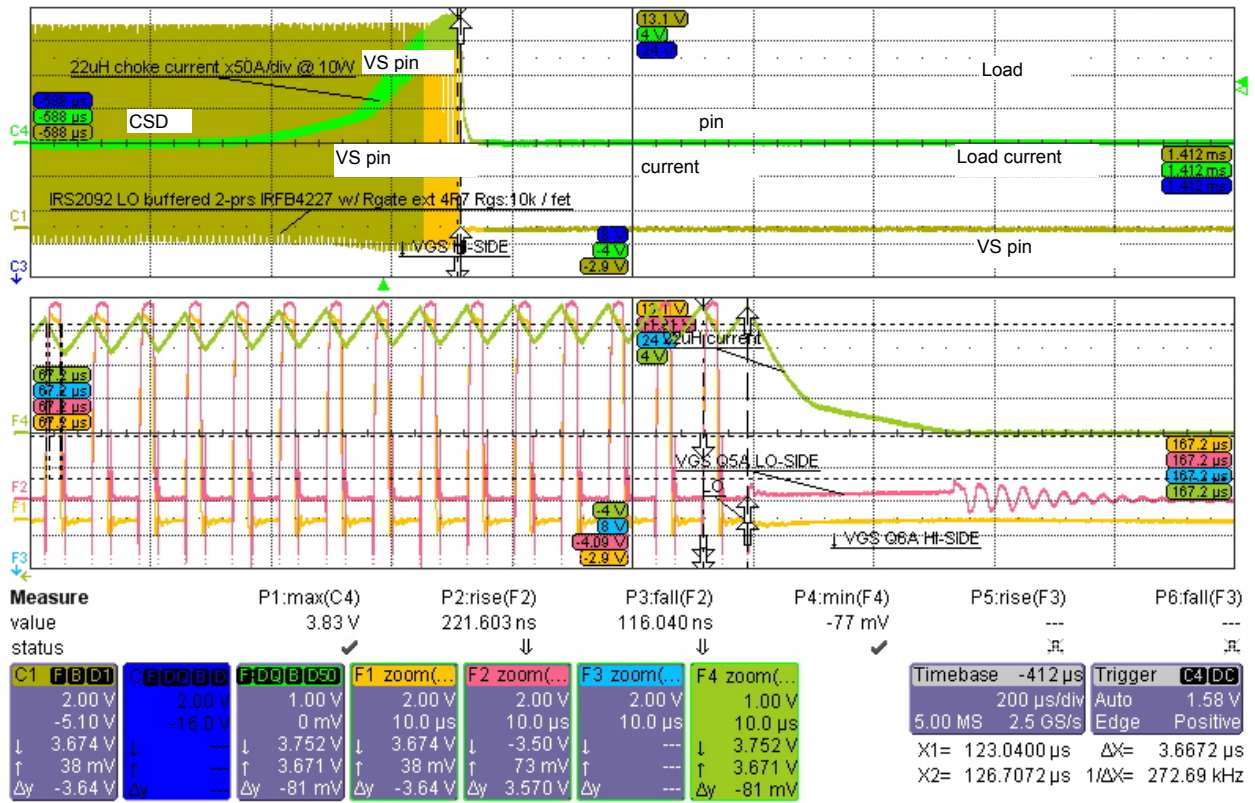 13.1 V
4 V
24 V
22uH choke current x50A/div @ 10W
VS pin
Load
-588 µs
-588 µs
-588 µs
CSD
pin
C4
VS pin
current
Load current
1.412 ms
1.412 ms
1.412 ms
IRS2092 LO buffered 2-prs IRFB4227 w/ Rgate ext 4R7 Rgs:10k / fet
C1
↓ VGS HI-SIDE
-4 V
-2.9 V
VS pin
C3
24 V
4 V
22uH current
67.2 µs
67.2 µs
67.2 µs
67.2 µs
F4
167.2 µs
167.2 µs
167.2 µs
167.2 µs
VGS Q5A LO-SIDE
F2
F1
-4 V
8 V
-4.09 V
-2.9 V
↓ VGS Q6A HI-SIDE
F3
Measure P1:max(C4) P2:rise(F2) P3:fall(F2) P4:min(F4) P5:rise(F3) P6:fall(F3)
value 3.83 V 221.603 ns 116.040 ns -77 mV --- ---
status
C1 F B D1
2.00 V
-5.10 V
↓ 3.674 V
↑ 38 mV
Δy -3.64 V
2.00 V
-16.0 V
↓ ---
↑ ---
Δy ---
F DQ B D50
1.00 V
0 mV
↓ 3.752 V
↑ 3.671 V
Δy -81 mV
F1 zoom(...
2.00 V
10.0 µs
↓ 3.674 V
↑ 38 mV
Δy -3.64 V
F2 zoom(...
2.00 V
10.0 µs
↓ -3.50 V
↑ 73 mV
Δy 3.570 V
F3 zoom(...
2.00 V
10.0 µs
↓ ---
↑ ---
Δy ---
F4 zoom(...
1.00 V
10.0 µs
↓ 3.752 V
↑ 3.671 V
Δy -81 mV
Timebase -412 µs
200 µs/div
5.00 MS 2.5 GS/s
Trigger C4 DC
Auto 1.58 V
Edge Positive
X1= 123.0400 µs ΔX= 3.6672 µs
X2= 126.7072 µs 1/ΔX= 272.69 kHz